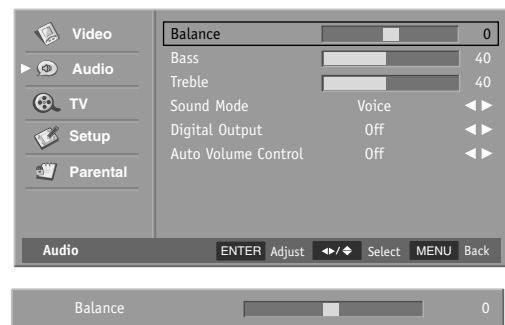 Video
Audio
TV
Setup
Parental
Balance 0
Bass 40
Treble 40
Sound Mode Voice ◀ ▶
Digital Output Off ◀ ▶
Auto Volume Control Off ◀ ▶
Audio ENTER Adjust ◀▶/◆ Select MENU Back
Balance 0